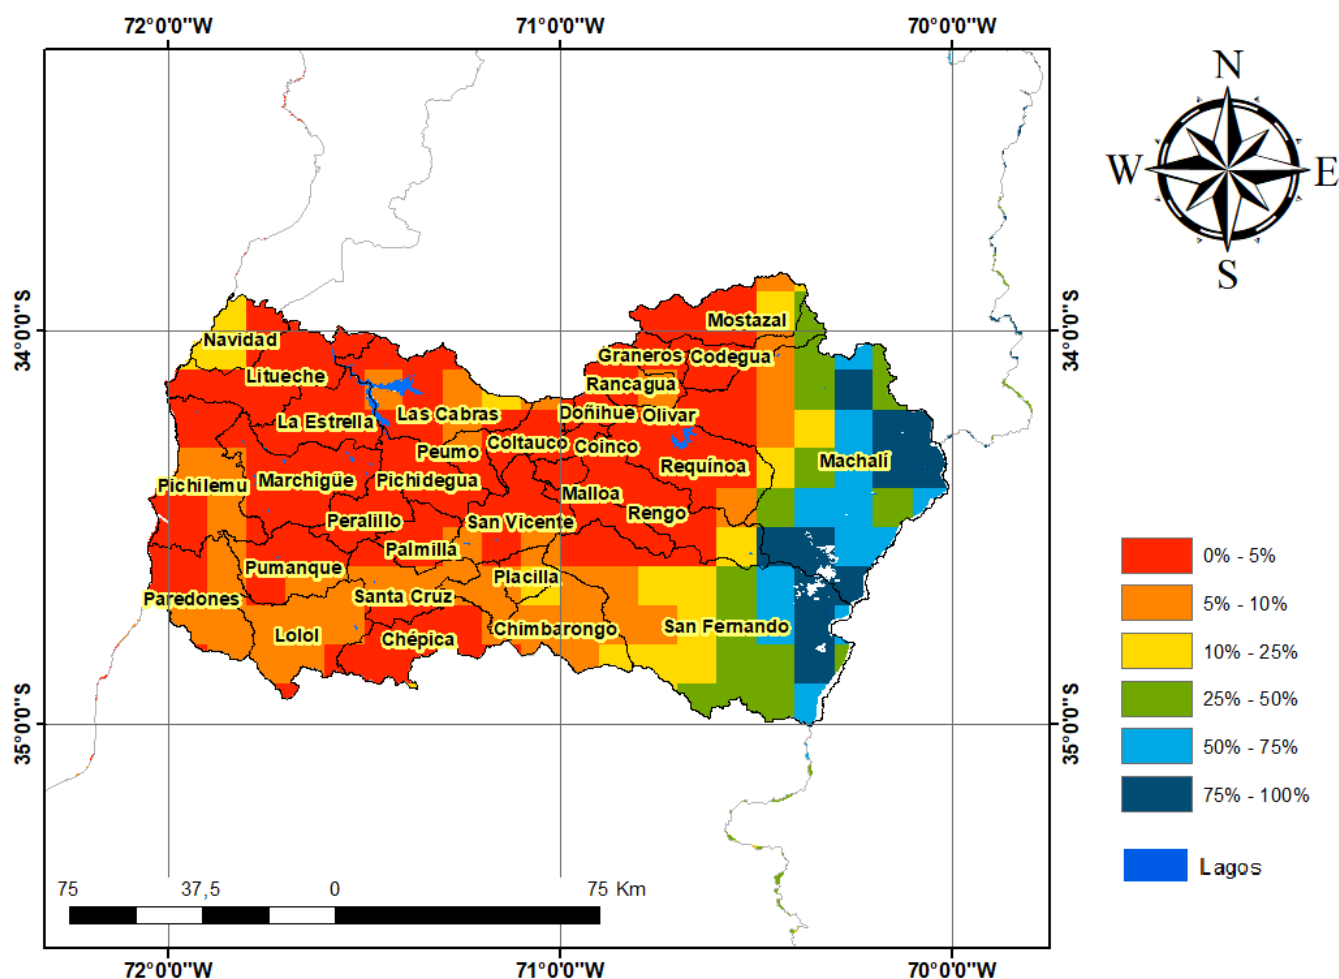 72°0'0"W 71°0'0"W 70°0'0"W
N
W E
S
34°0'0"S 34°0'0"S
Navidad
Mostazal
Litueche
Graneros Codegua
Rancagua
La Estrella Las Cabras Doñihue Olivar
Peumo Coltauco Coinco
Pichilemu Marchigüe Pichidegua Requínoa Machalí
Malloa
Peralillo San Vicente Rengo
Palmilla
Pumanque Placilla
Paredones Santa Cruz
Lolol Chépica Chimbarongo San Fernando
35°0'0"S 35°0'0"S
0% - 5%
5% - 10%
10% - 25%
25% - 50%
50% - 75%
75% - 100%
Lagos
75 37,5 0 75 Km
72°0'0"W 71°0'0"W 70°0'0"W